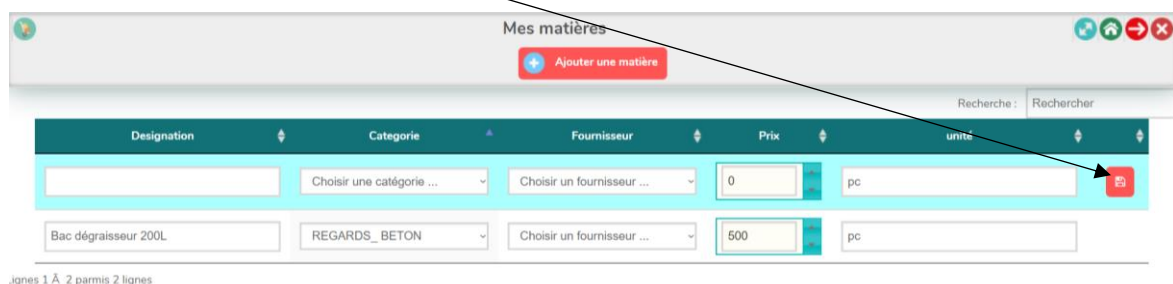 Mes matières
Ajouter une matière
Recherche : Rechercher
Designation Categorie Fournisseur Prix unité
Choisir une catégorie ... Choisir un fournisseur ... 0 pc
Bac dégraisseur 200L REGARDS_ BETON Choisir un fournisseur ... 500 pc
Lignes 1 Ã 2 parmis 2 lignes